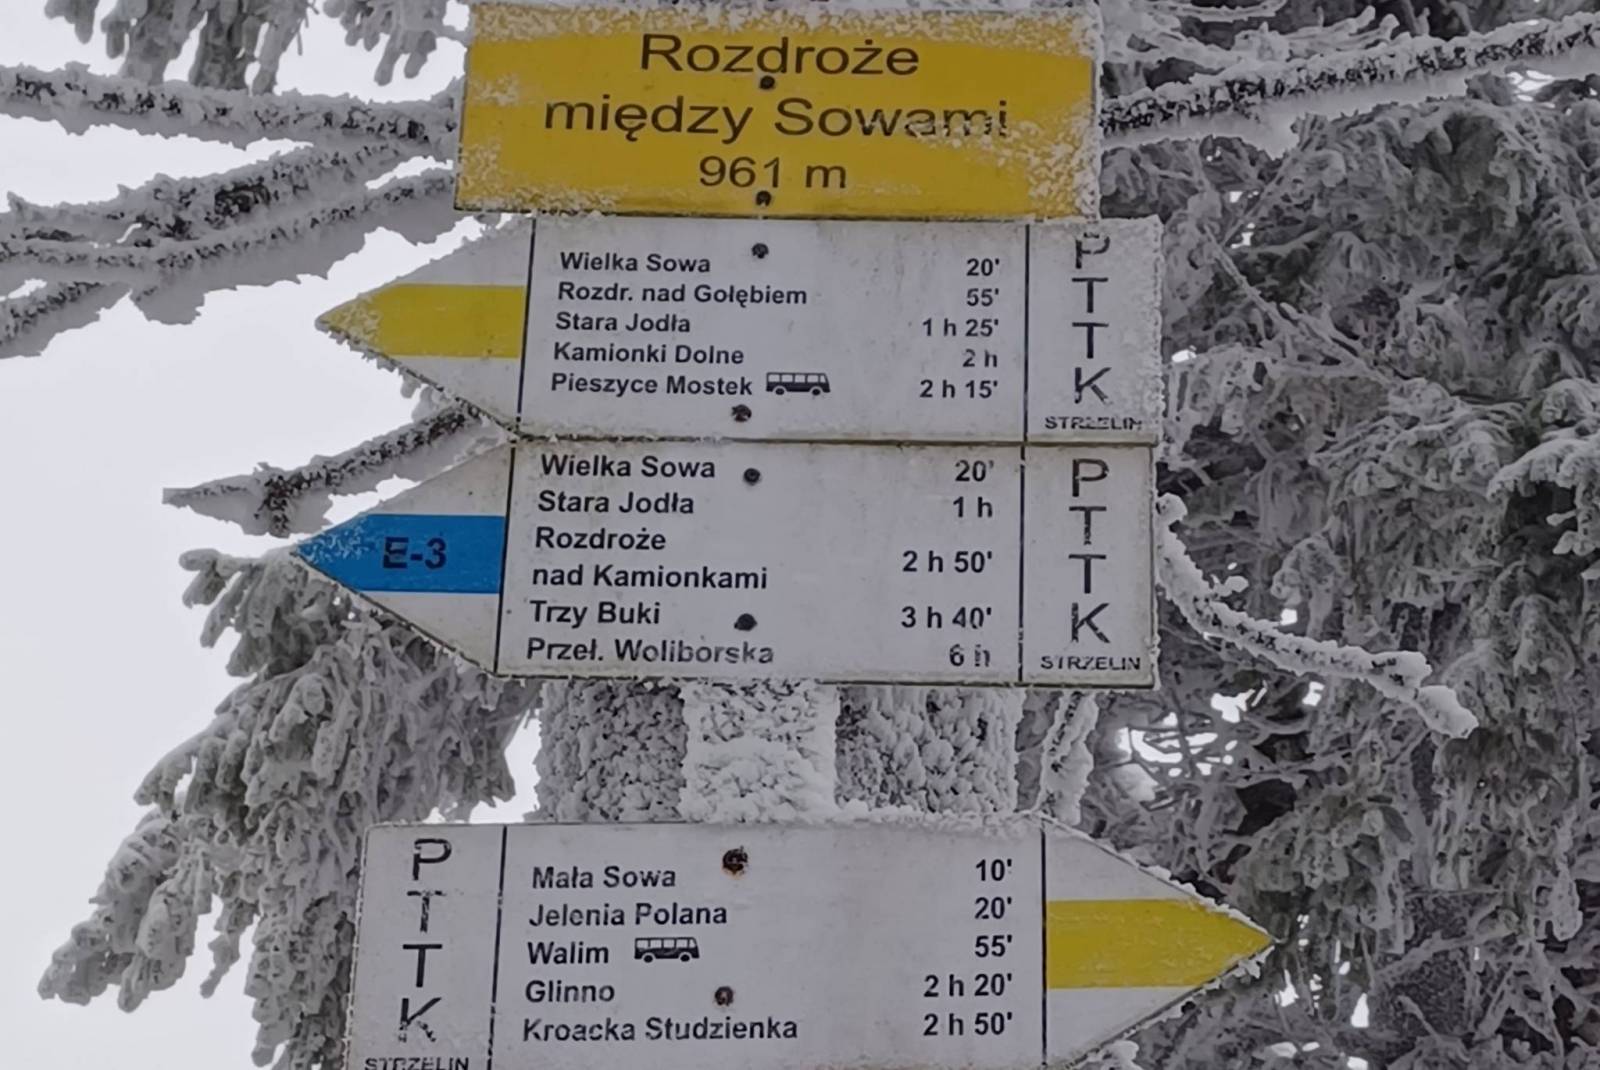 Rozdroże
między Sowami
961 m
Wielka Sowa 20'
Rozdr. nad Gołębiem 55'
Stara Jodła 1 h 25'
Kamionki Dolne 2 h
Pieszyce Mostek 2 h 15'
PTTK
STRZELIN
E-3
Wielka Sowa 20'
Stara Jodła 1 h
Rozdroże
nad Kamionkami 2 h 50'
Trzy Buki 3 h 40'
Przeł. Woliborska 6 h
PTTK
STRZELIN
PTTK
STRZELIN
Mała Sowa 10'
Jelenia Polana 20'
Walim 55'
Glinno 2 h 20'
Kroacka Studzienka 2 h 50'